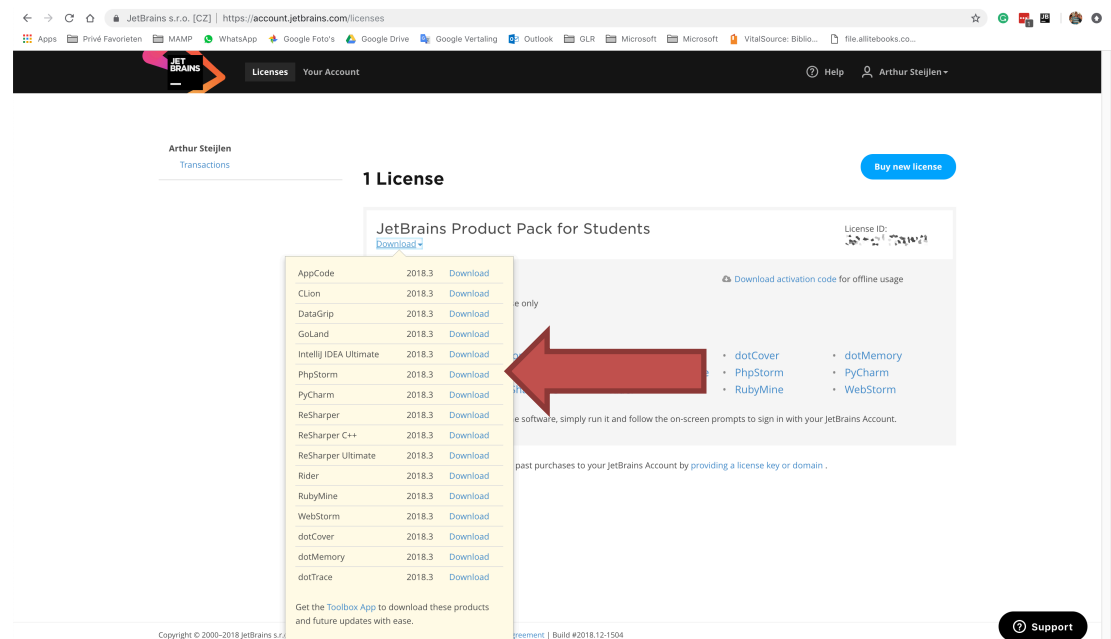 JetBrains s.r.o. [CZ] | https://account.jetbrains.com/licenses
Apps Privé Favorieten MAMP WhatsApp Google Foto's Google Drive Google Vertaling Outlook GLR Microsoft Microsoft VitalSource: Biblio... file.allitebooks.co...
JET
BRAINS
Licenses Your Account Help Arthur Steijlen
Arthur Steijlen
Transactions
Buy new license
1 License
JetBrains Product Pack for Students
Download
License ID:
AppCode 2018.3 Download
CLion 2018.3 Download
DataGrip 2018.3 Download
GoLand 2018.3 Download
IntelliJ IDEA Ultimate 2018.3 Download
PhpStorm 2018.3 Download
PyCharm 2018.3 Download
ReSharper 2018.3 Download
ReSharper C++ 2018.3 Download
ReSharper Ultimate 2018.3 Download
Rider 2018.3 Download
RubyMine 2018.3 Download
WebStorm 2018.3 Download
dotCover 2018.3 Download
dotMemory 2018.3 Download
dotTrace 2018.3 Download
Get the Toolbox App to download these products
and future updates with ease.
Download activation code for offline usage
only
• dotCover • dotMemory
• PhpStorm • PyCharm
• RubyMine • WebStorm
software, simply run it and follow the on-screen prompts to sign in with your JetBrains Account.
past purchases to your JetBrains Account by providing a license key or domain .
Copyright © 2000–2018 JetBrains s.r. | Build #2018.12-1504
Support